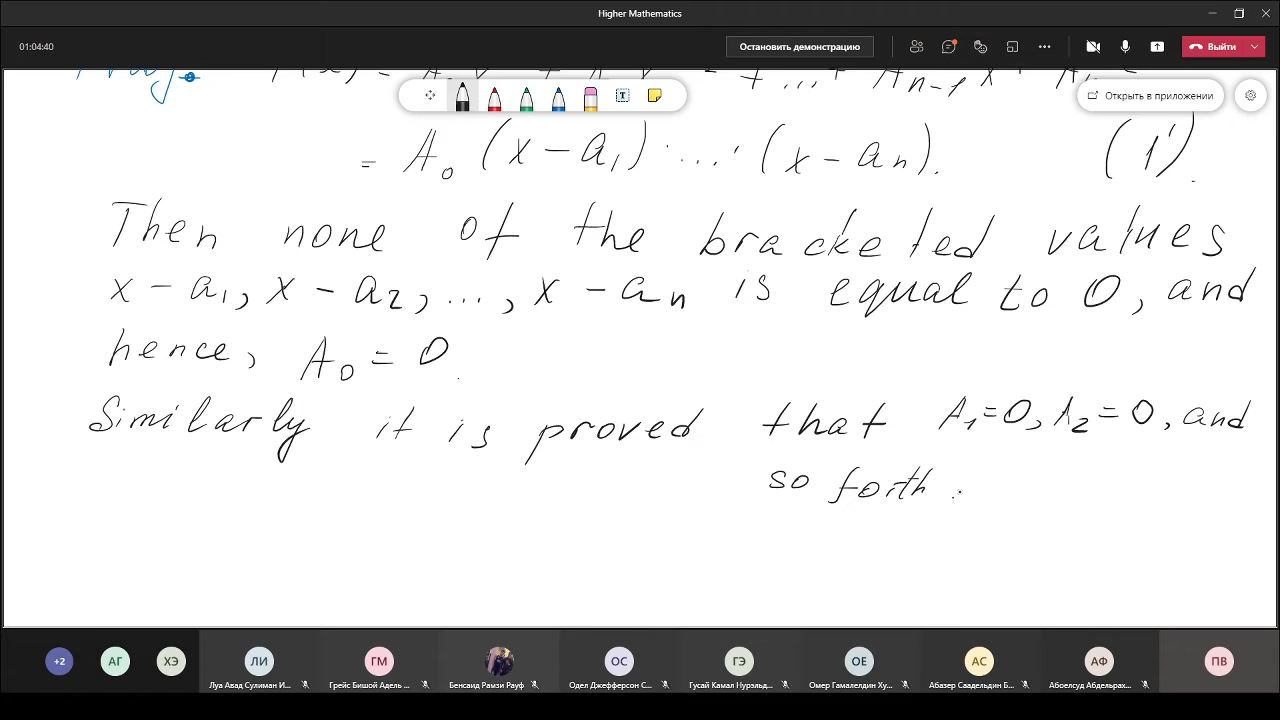 Higher Mathematics
01:04:40
Остановить демонстрацию
Выйти
Открыть в приложении
= A₀ (x – a₁) · ... · (x – aₙ). (1').
Then none of the bracketed values
x – a₁, x – a₂, ..., x – aₙ is equal to 0, and
hence, A₀ = 0.
Similarly it is proved that A₁=0, A₂=0, and
so forth.
+2
АГ
ХЭ
ЛИ
ГМ
ОС
ГЭ
ОЕ
АС
АФ
ПВ
Луа Авад Сулиман И...
Грейс Бишой Адель ...
Бенсаид Рамзи Рауф
Одел Джефферсон С...
Гусай Камал Нурэльд...
Омер Гамалелдин Ху...
Абазер Саадельдин Б...
Абоелсуд Абдельрах...